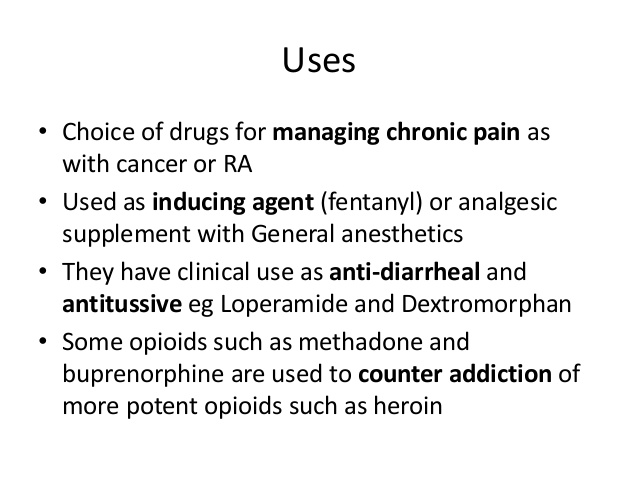 Uses
• Choice of drugs for managing chronic pain as
with cancer or RA
• Used as inducing agent (fentanyl) or analgesic
supplement with General anesthetics
• They have clinical use as anti-diarrheal and
antitussive eg Loperamide and Dextromorphan
• Some opioids such as methadone and
buprenorphine are used to counter addiction of
more potent opioids such as heroin